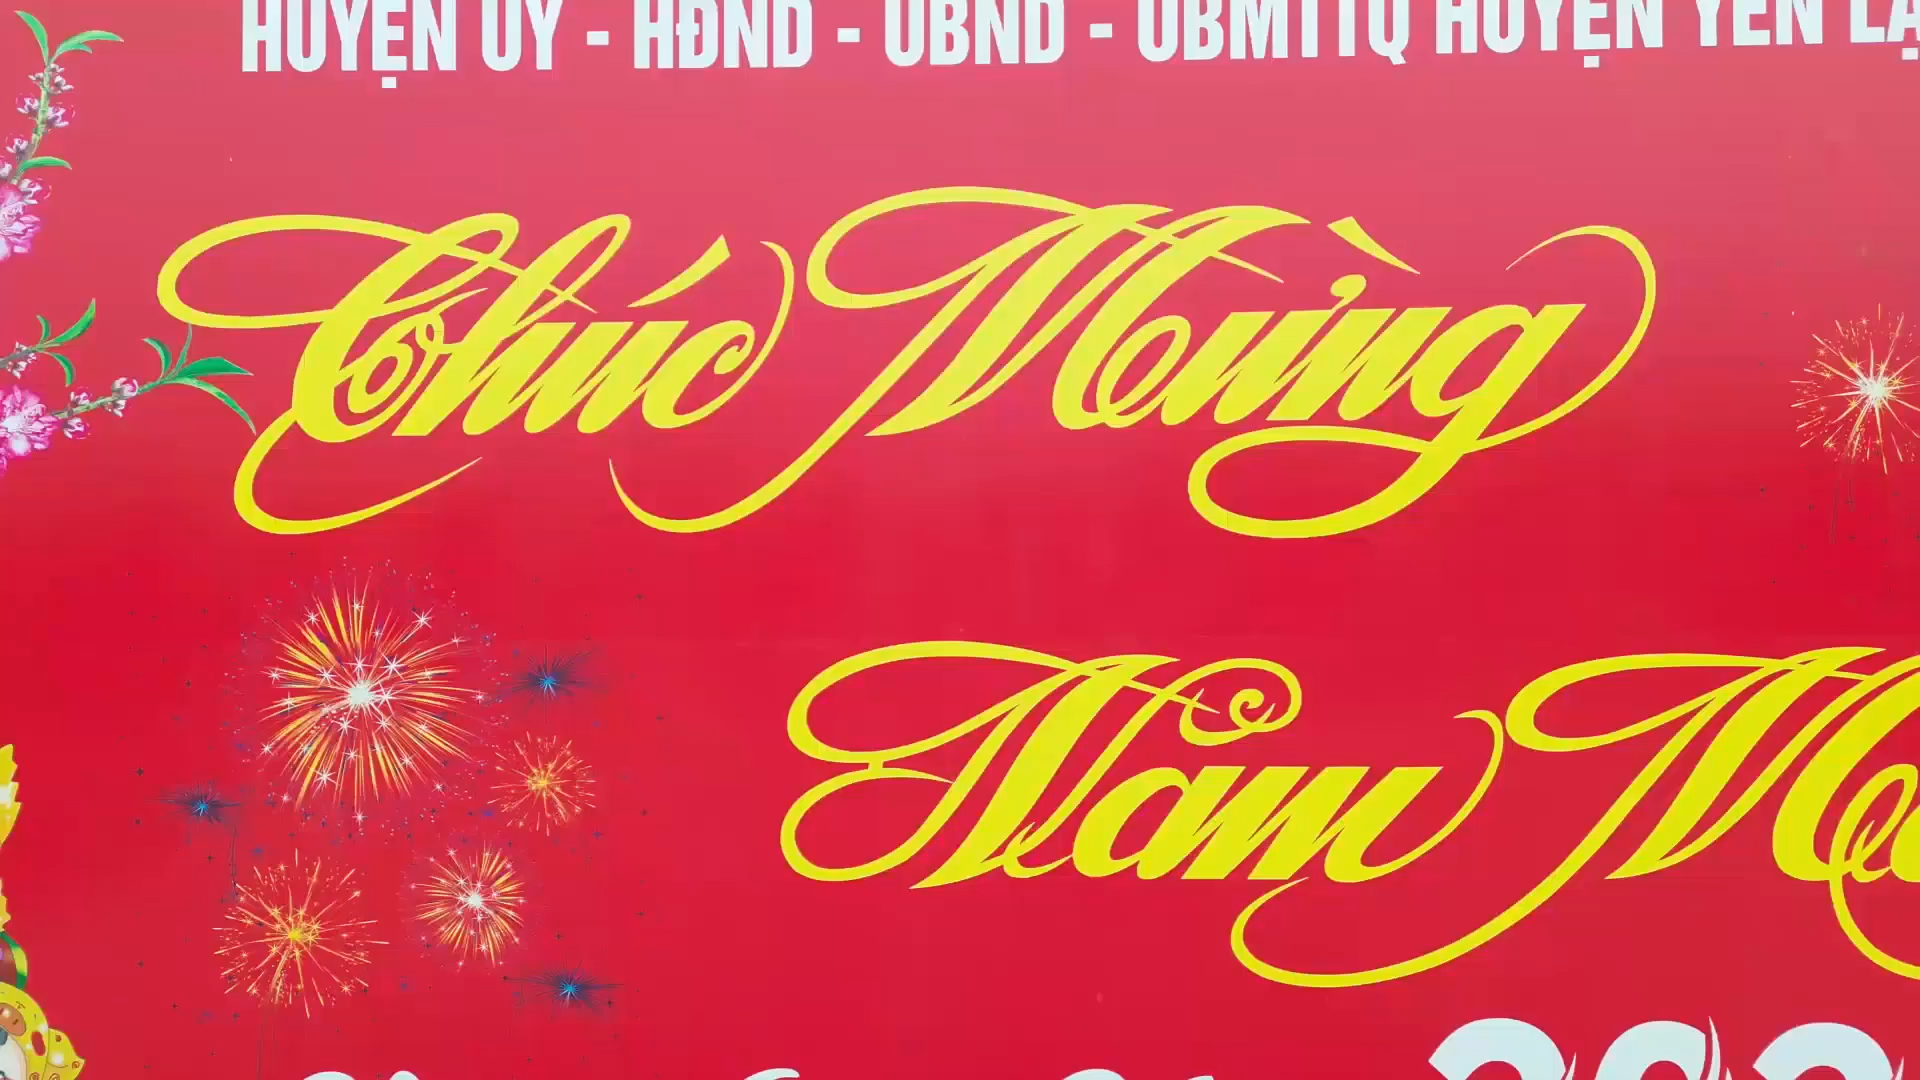 HUYỆN ỦY - HĐND - UBND - UBMTTQ HUYỆN YÊN
Chúc Mừng
Năm